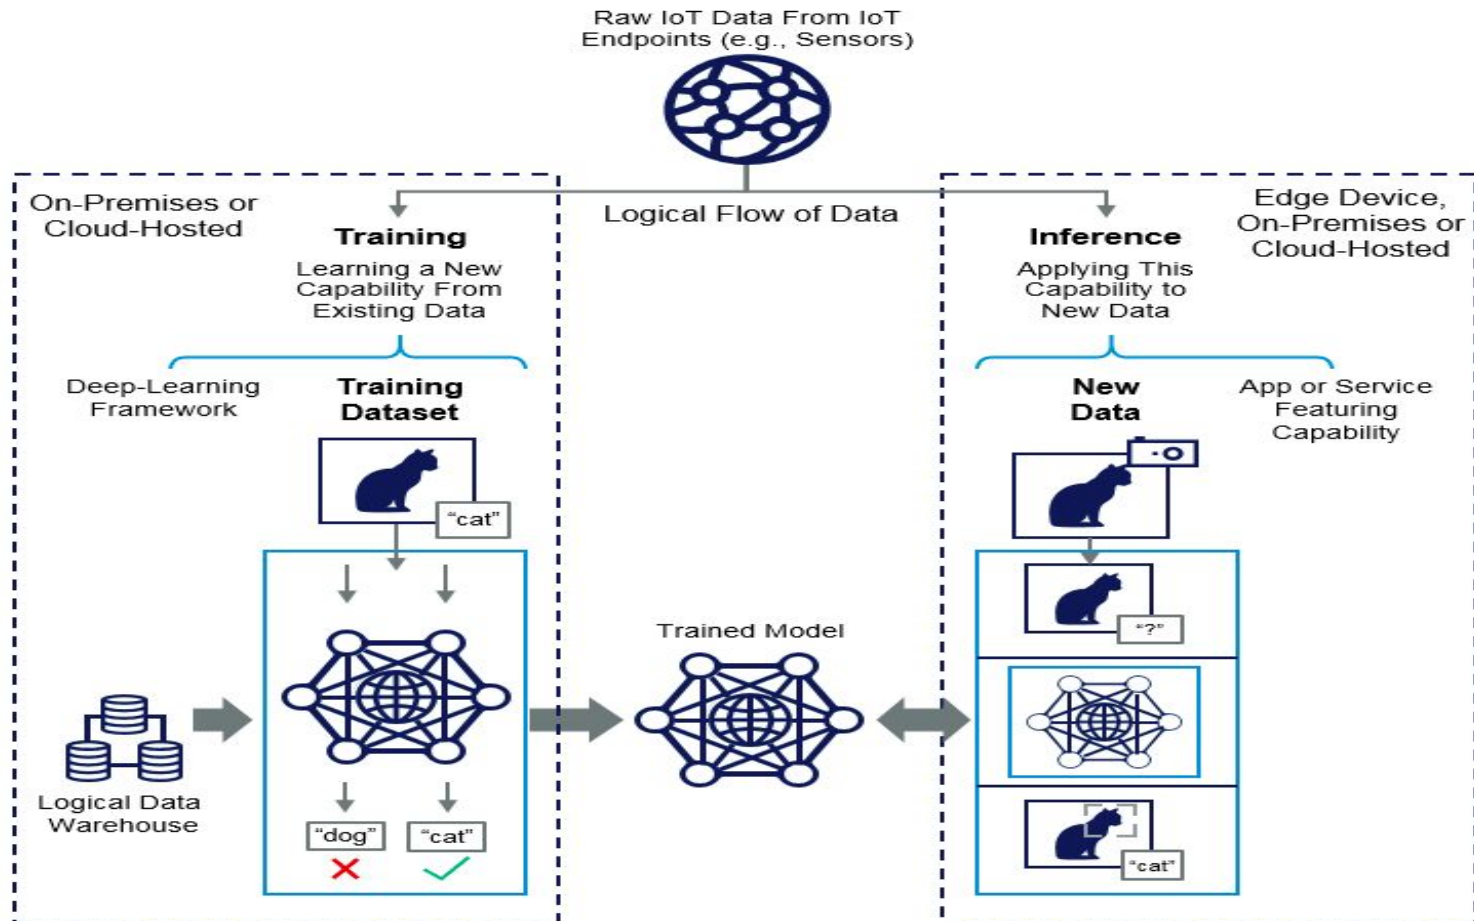 Raw IoT Data From IoT
Endpoints (e.g., Sensors)
On-Premises or
Cloud-Hosted
Logical Flow of Data
Edge Device,
On-Premises or
Cloud-Hosted
Training
Learning a New
Capability From
Existing Data
Inference
Applying This
Capability to
New Data
Deep-Learning
Framework
Training
Dataset
New
Data
App or Service
Featuring
Capability
“cat”
“?”
Trained Model
Logical Data
Warehouse
“dog”
“cat”
“cat”